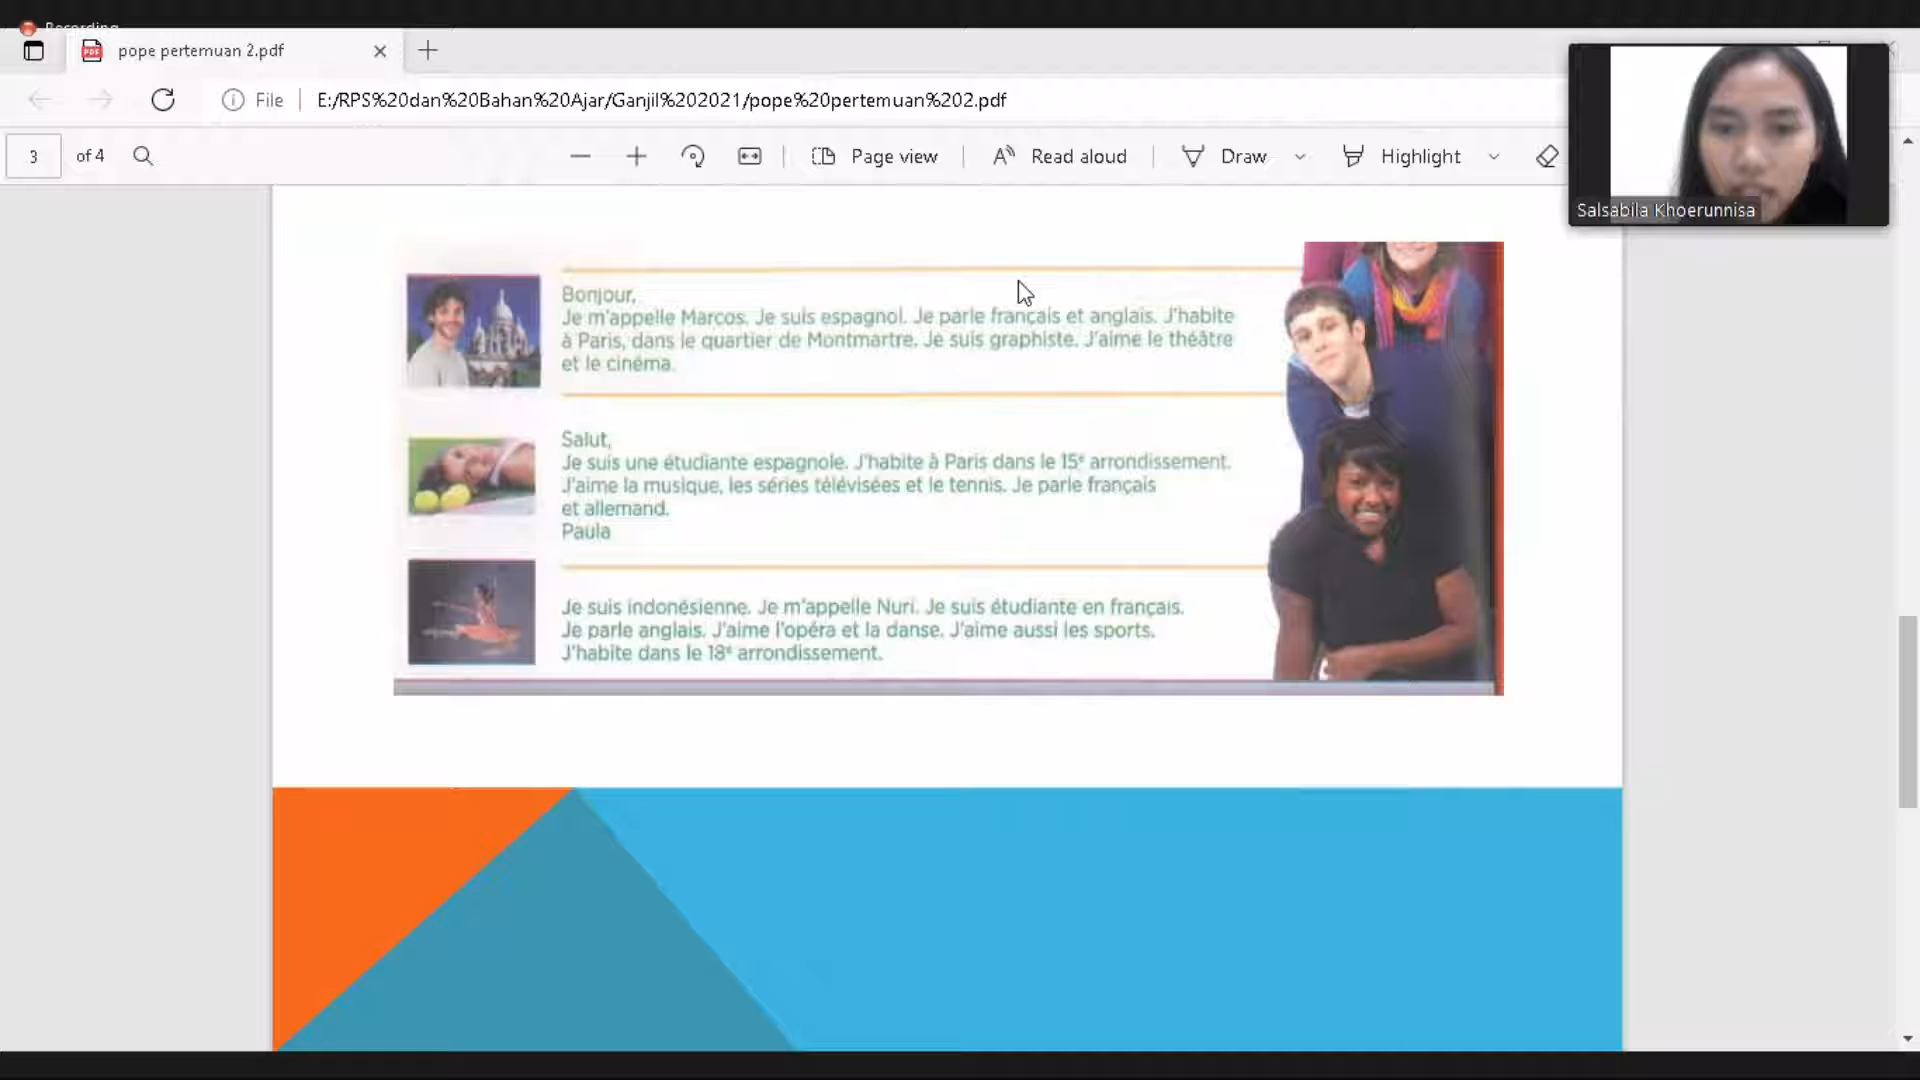 Recording
pope pertemuan 2.pdf
File
E:/RPS%20dan%20Bahan%20Ajar/Ganjil%202021/pope%20pertemuan%202.pdf
3 of 4
Page view
Read aloud
Draw
Highlight
Salsabila Khoerunnisa
Bonjour,
Je m'appelle Marcos. Je suis espagnol. Je parle français et anglais. J'habite
à Paris, dans le quartier de Montmartre. Je suis graphiste. J'aime le théâtre
et le cinéma.
Salut,
Je suis une étudiante espagnole. J'habite à Paris dans le 15e arrondissement.
J'aime la musique, les séries télévisées et le tennis. Je parle français
et allemand.
Paula
Je suis indonésienne. Je m'appelle Nuri. Je suis étudiante en français.
Je parle anglais. J'aime l'opéra et la danse. J'aime aussi les sports.
J'habite dans le 18e arrondissement.